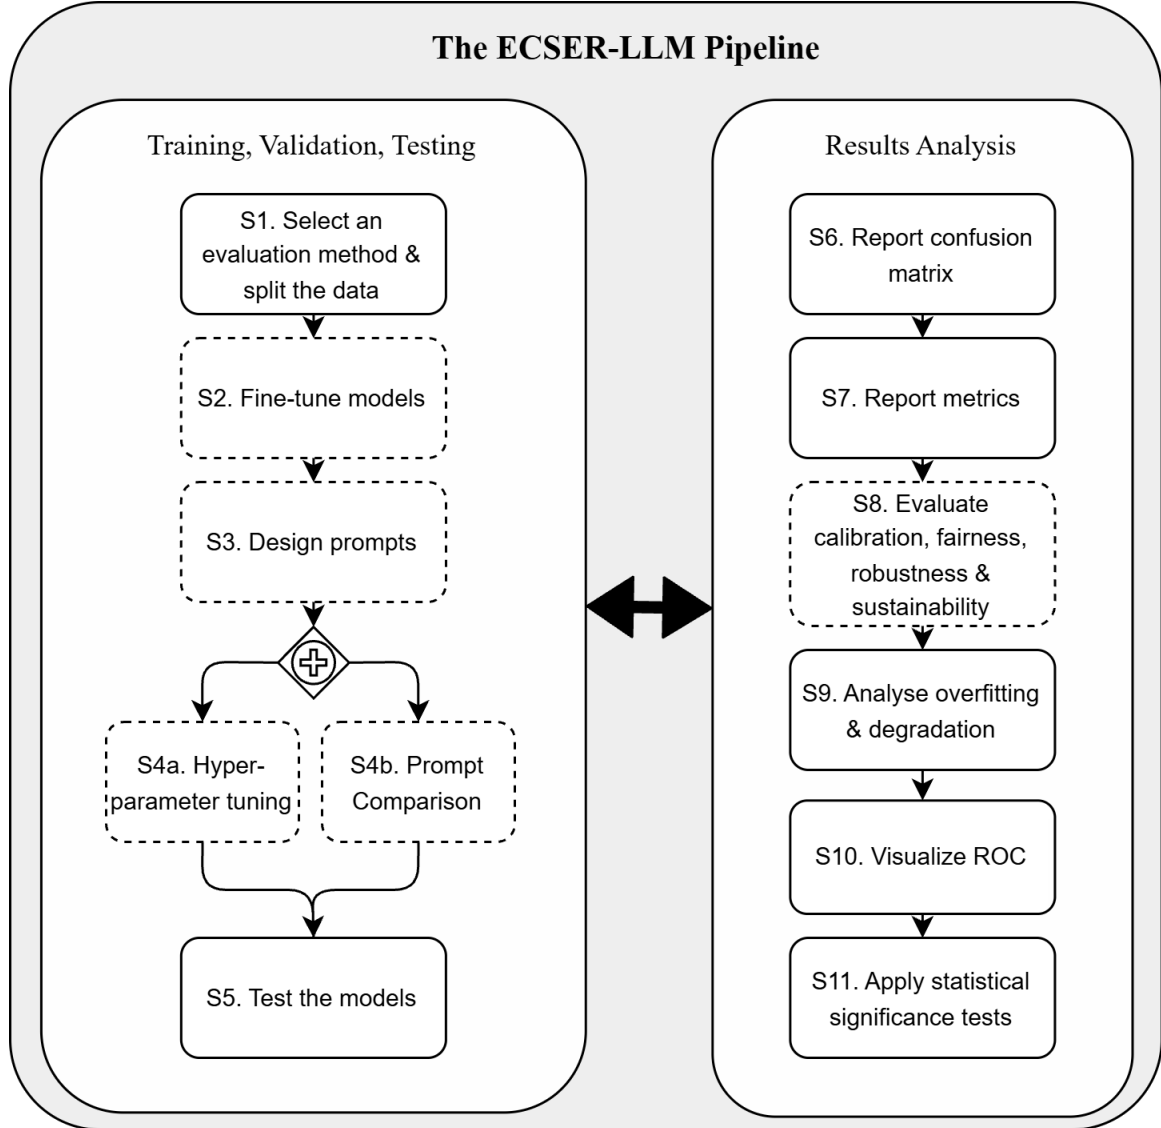 The ECSER-LLM Pipeline
Training, Validation, Testing
S1. Select an
evaluation method &
split the data
S2. Fine-tune models
S3. Design prompts
S4a. Hyper-
parameter tuning
S4b. Prompt
Comparison
S5. Test the models
Results Analysis
S6. Report confusion
matrix
S7. Report metrics
S8. Evaluate
calibration, fairness,
robustness &
sustainability
S9. Analyse overfitting
& degradation
S10. Visualize ROC
S11. Apply statistical
significance tests